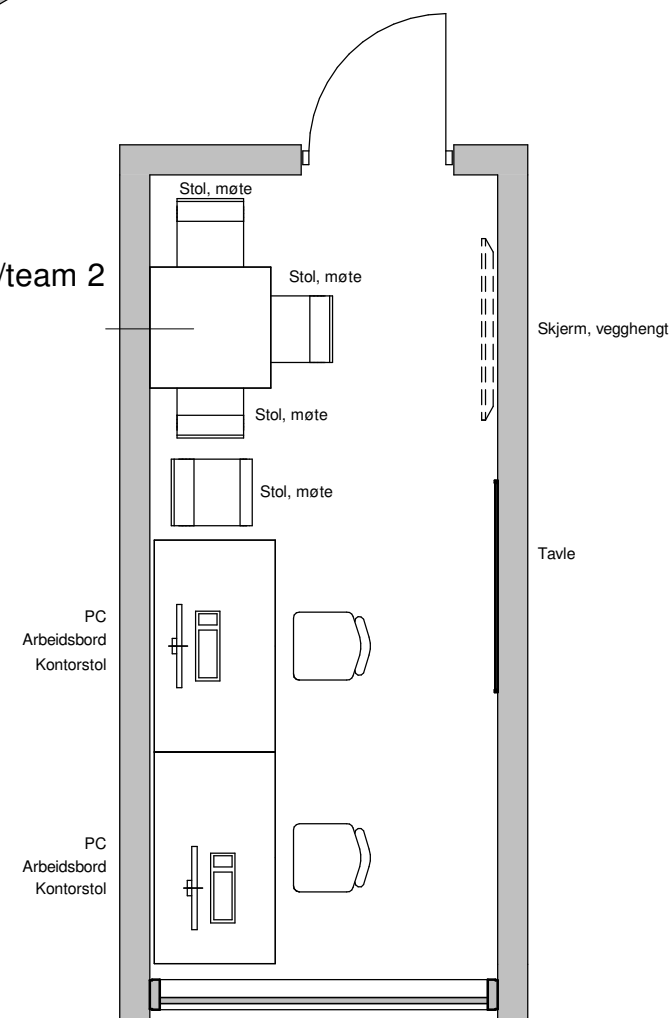 Stol, møte
/team 2
Stol, møte
Skjerm, vegghengt
Stol, møte
Stol, møte
Tavle
PC
Arbeidsbord
Kontorstol
PC
Arbeidsbord
Kontorstol